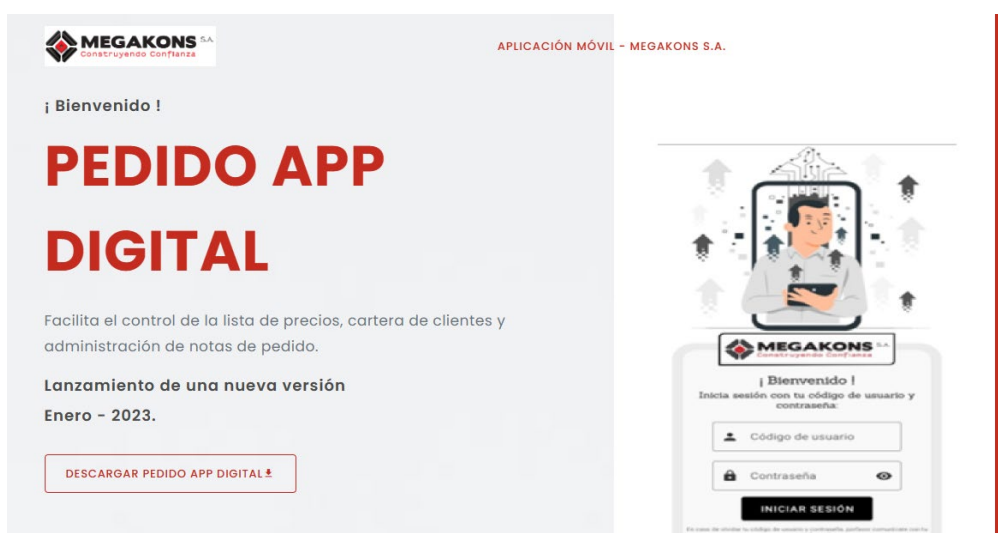 MEGAKONS S.A.
Construyendo Confianza
APLICACIÓN MÓVIL - MEGAKONS S.A.
¡ Bienvenido !
PEDIDO APP
DIGITAL
Facilita el control de la lista de precios, cartera de clientes y
administración de notas de pedido.
Lanzamiento de una nueva versión
Enero - 2023.
DESCARGAR PEDIDO APP DIGITAL
MEGAKONS S.A.
Construyendo Confianza
¡ Bienvenido !
Inicia sesión con tu código de usuario y
contraseña:
Código de usuario
Contraseña
INICIAR SESIÓN